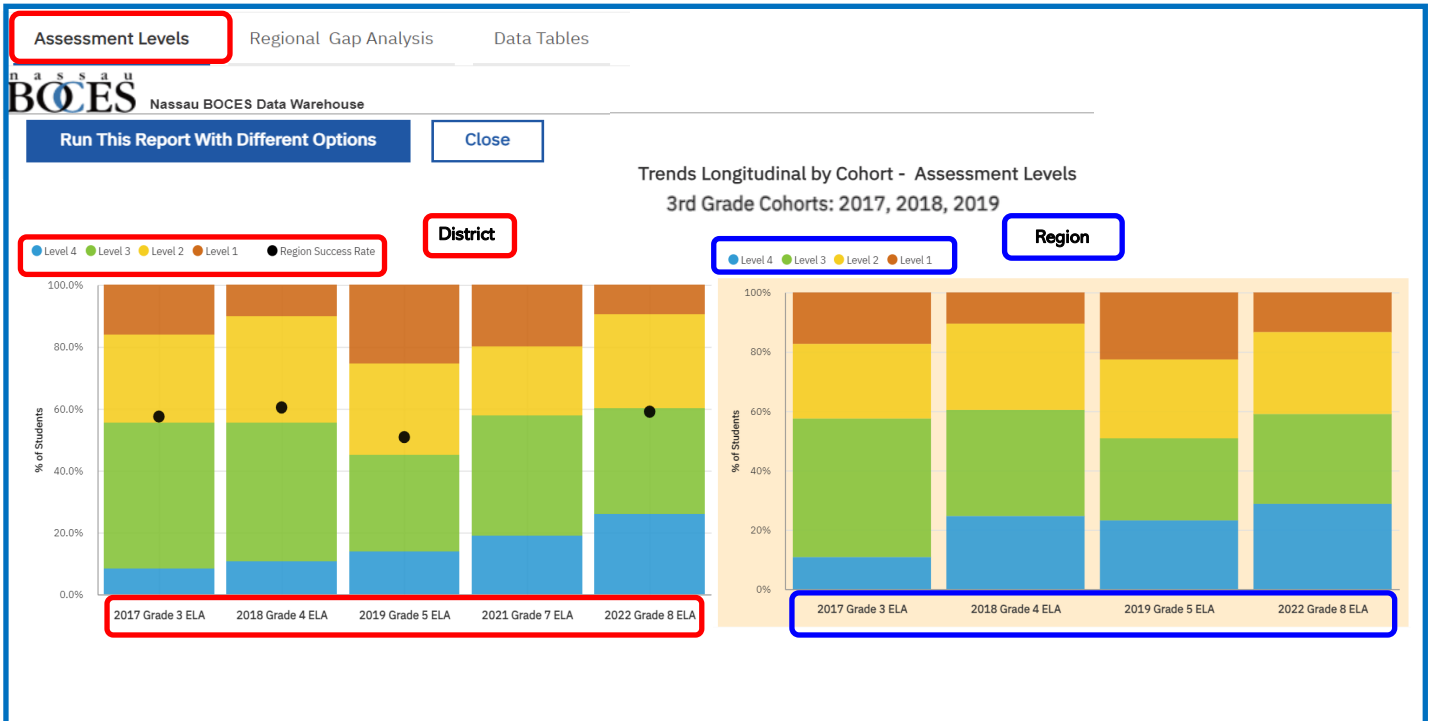 Assessment Levels Regional Gap Analysis Data Tables
nassau
BOCES Nassau BOCES Data Warehouse
Run This Report With Different Options Close
Trends Longitudinal by Cohort - Assessment Levels
3rd Grade Cohorts: 2017, 2018, 2019
District
Level 4 Level 3 Level 2 Level 1 Region Success Rate
100.0%
80.0%
60.0%
40.0%
20.0%
0.0%
% of Students
2017 Grade 3 ELA 2018 Grade 4 ELA 2019 Grade 5 ELA 2021 Grade 7 ELA 2022 Grade 8 ELA
Region
Level 4 Level 3 Level 2 Level 1
100%
80%
60%
40%
20%
0%
% of Students
2017 Grade 3 ELA 2018 Grade 4 ELA 2019 Grade 5 ELA 2022 Grade 8 ELA